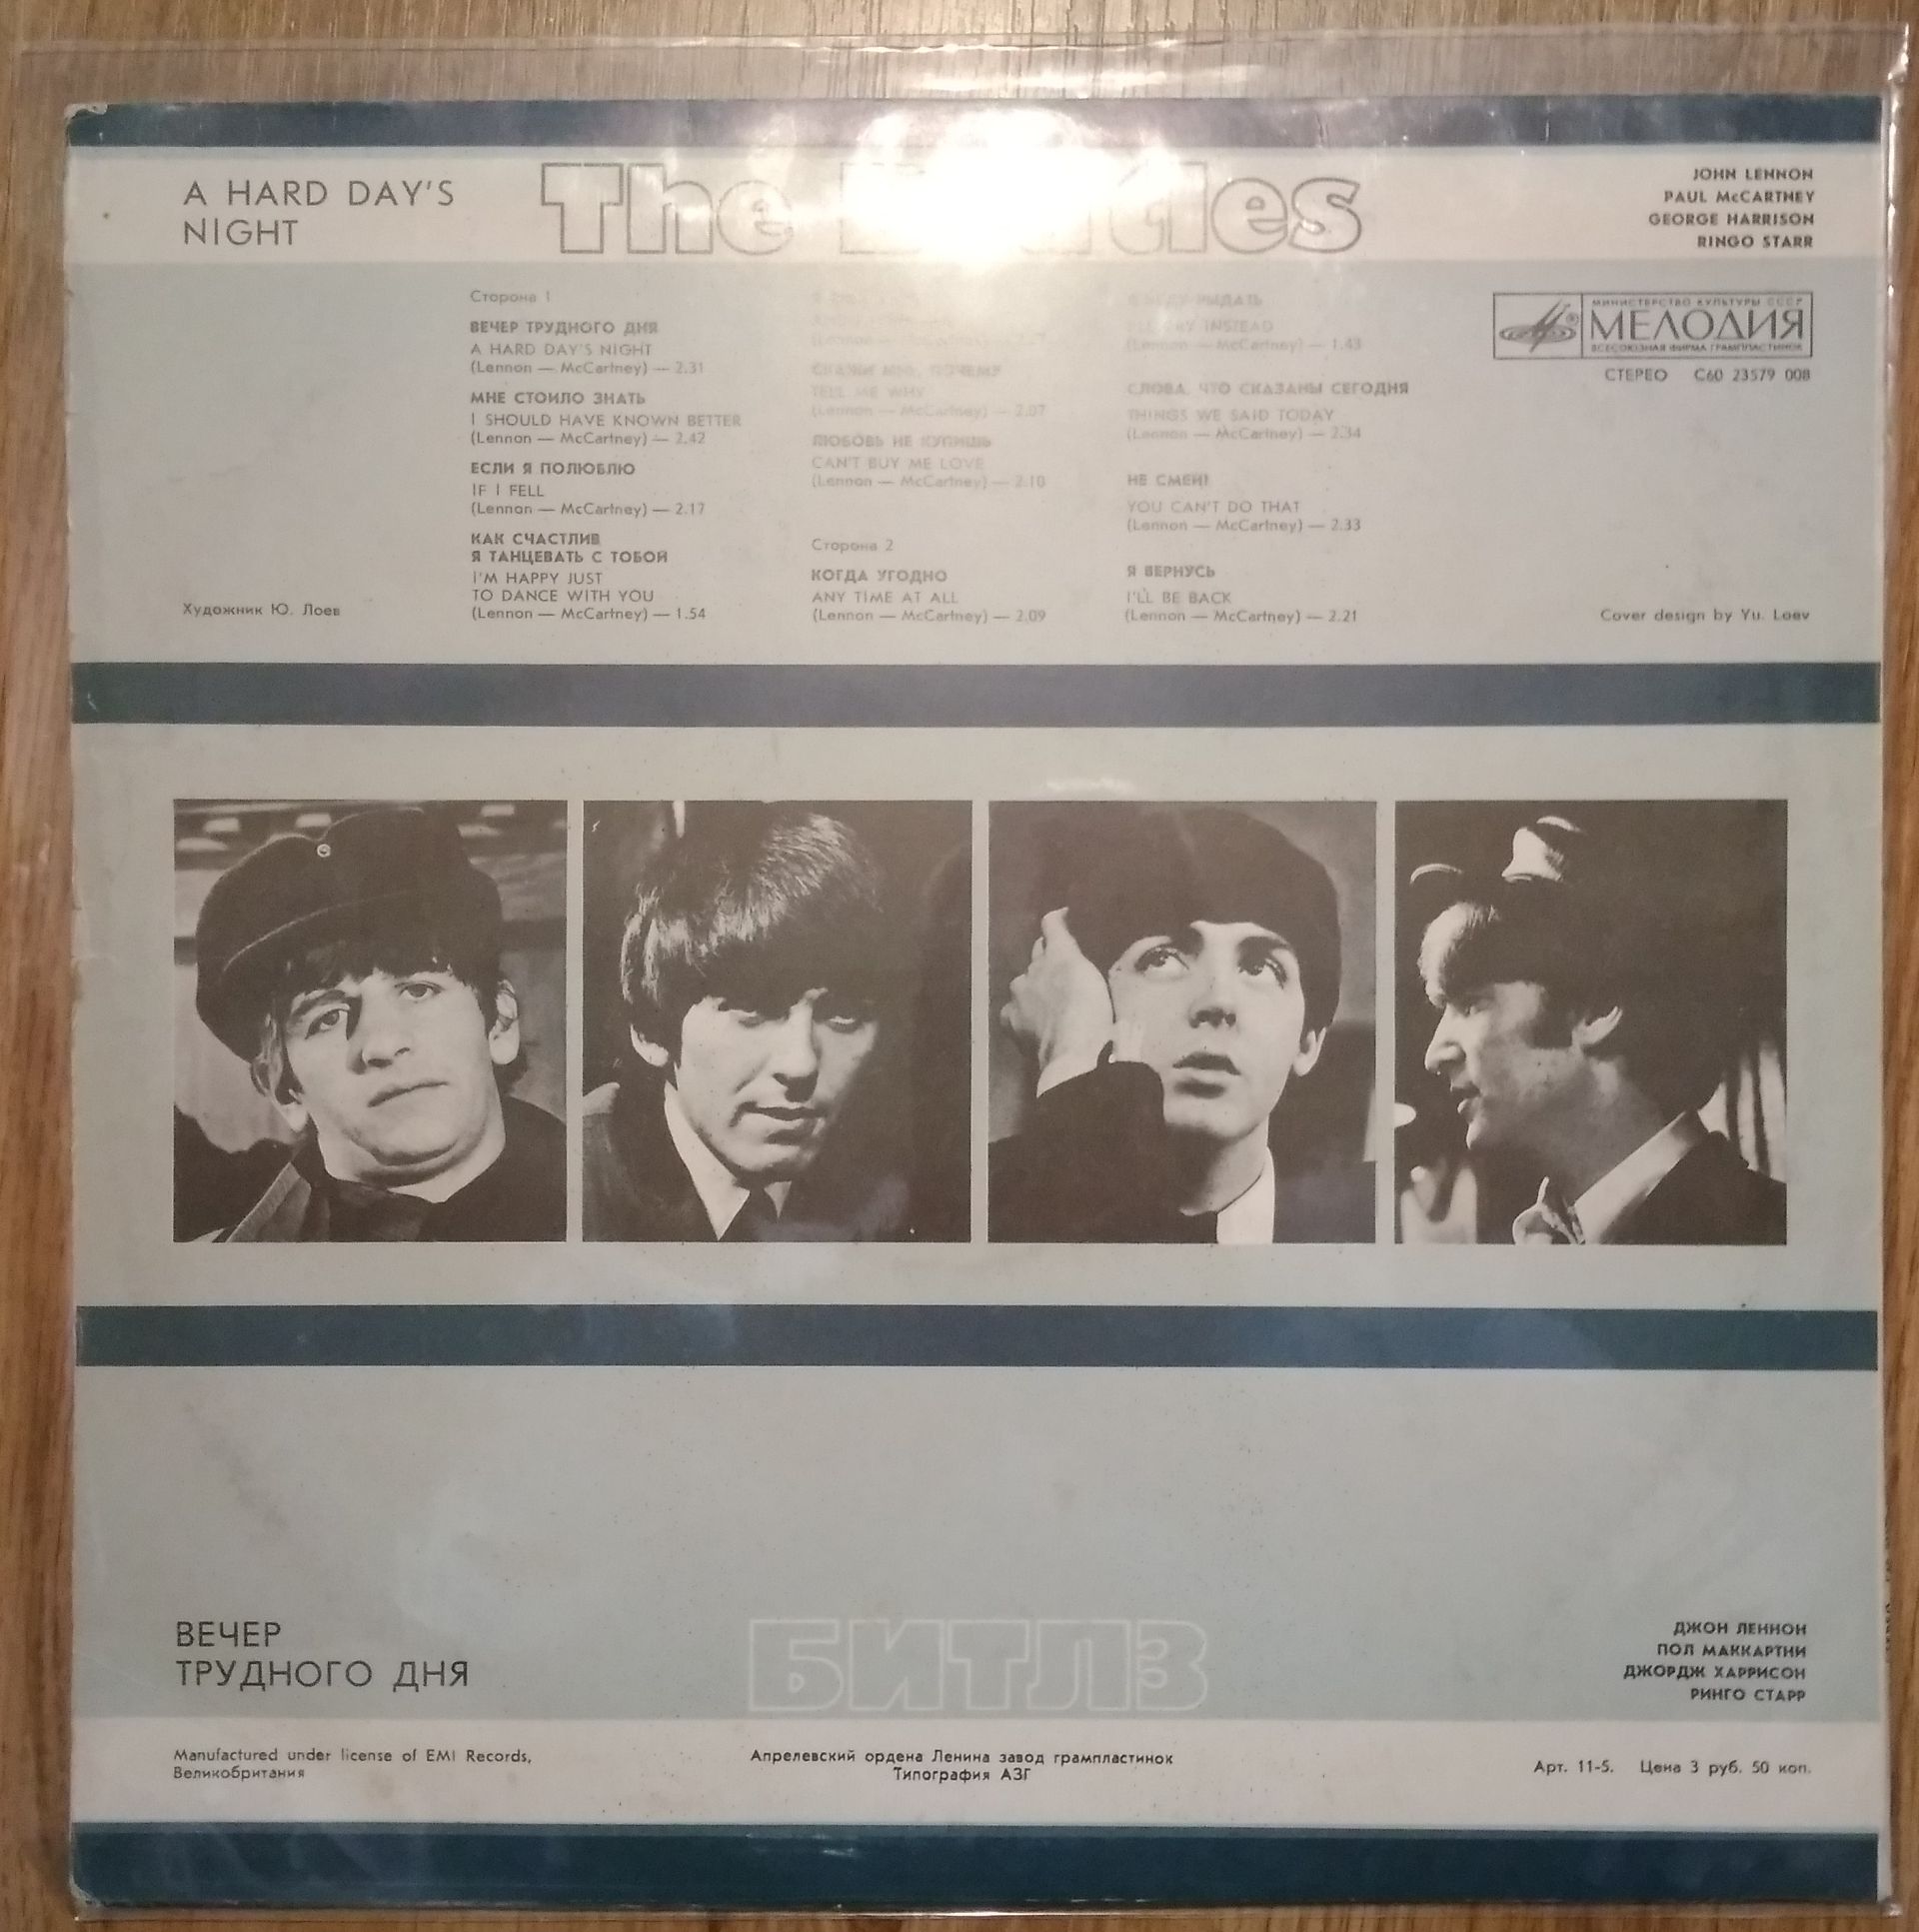 A HARD DAY'S
NIGHT
The
JOHN LENNON
PAUL McCARTNEY
GEORGE HARRISON
RINGO STARR
Сторона 1
ВЕЧЕР ТРУДНОГО ДНЯ
A HARD DAY'S NIGHT
(Lennon — McCartney) — 2.31
МНЕ СТОИЛО ЗНАТЬ
I SHOULD HAVE KNOWN BETTER
(Lennon — McCartney) — 2.42
ЕСЛИ Я ПОЛЮБЛЮ
IF I FELL
(Lennon — McCartney) — 2.17
КАК СЧАСТЛИВ
Я ТАНЦЕВАТЬ С ТОБОЙ
I'M HAPPY JUST
TO DANCE WITH YOU
(Lennon — McCartney) — 1.54
СКАЖИ МНЕ, ПОЧЕМУ
TELL ME WHY
(Lennon — McCartney) — 2.07
ЛЮБОВЬ НЕ КУПИШЬ
CAN'T BUY ME LOVE
(Lennon — McCartney) — 2.10
Сторона 2
КОГДА УГОДНО
ANY TIME AT ALL
(Lennon — McCartney) — 2.09
РЫДАТЬ
CRY INSTEAD
(Lennon — McCartney) — 1.43
СЛОВА, ЧТО СКАЗАНЫ СЕГОДНЯ
THINGS WE SAID TODAY
(Lennon — McCartney) — 2.34
НЕ СМЕЙ!
YOU CAN'T DO THAT
(Lennon — McCartney) — 2.33
Я ВЕРНУСЬ
I'LL BE BACK
(Lennon — McCartney) — 2.21
МИНИСТЕРСТВО КУЛЬТУРЫ СССР
МЕЛОДИЯ
ВСЕСОЮЗНАЯ ФИРМА ГРАМПЛАСТИНОК
СТЕРЕО С60 23579 008
Художник Ю. Лоев
Cover design by Yu. Loev
ВЕЧЕР
ТРУДНОГО ДНЯ
БИТЛЗ
ДЖОН ЛЕННОН
ПОЛ МАККАРТНИ
ДЖОРДЖ ХАРРИСОН
РИНГО СТАРР
Manufactured under license of EMI Records,
Великобритания
Апрелевский ордена Ленина завод грампластинок
Типография АЗГ
Арт. 11-5. Цена 3 руб. 50 коп.